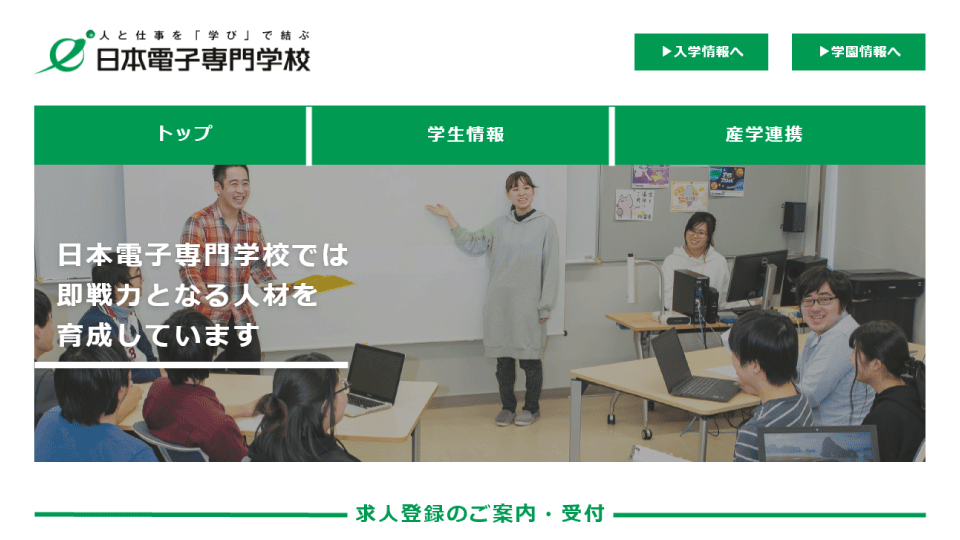 人と仕事を「学び」で結ぶ
日本電子専門学校
▶入学情報へ
▶学園情報へ
トップ
学生情報
産学連携
日本電子専門学校では
即戦力となる人材を
育成しています
求人登録のご案内・受付